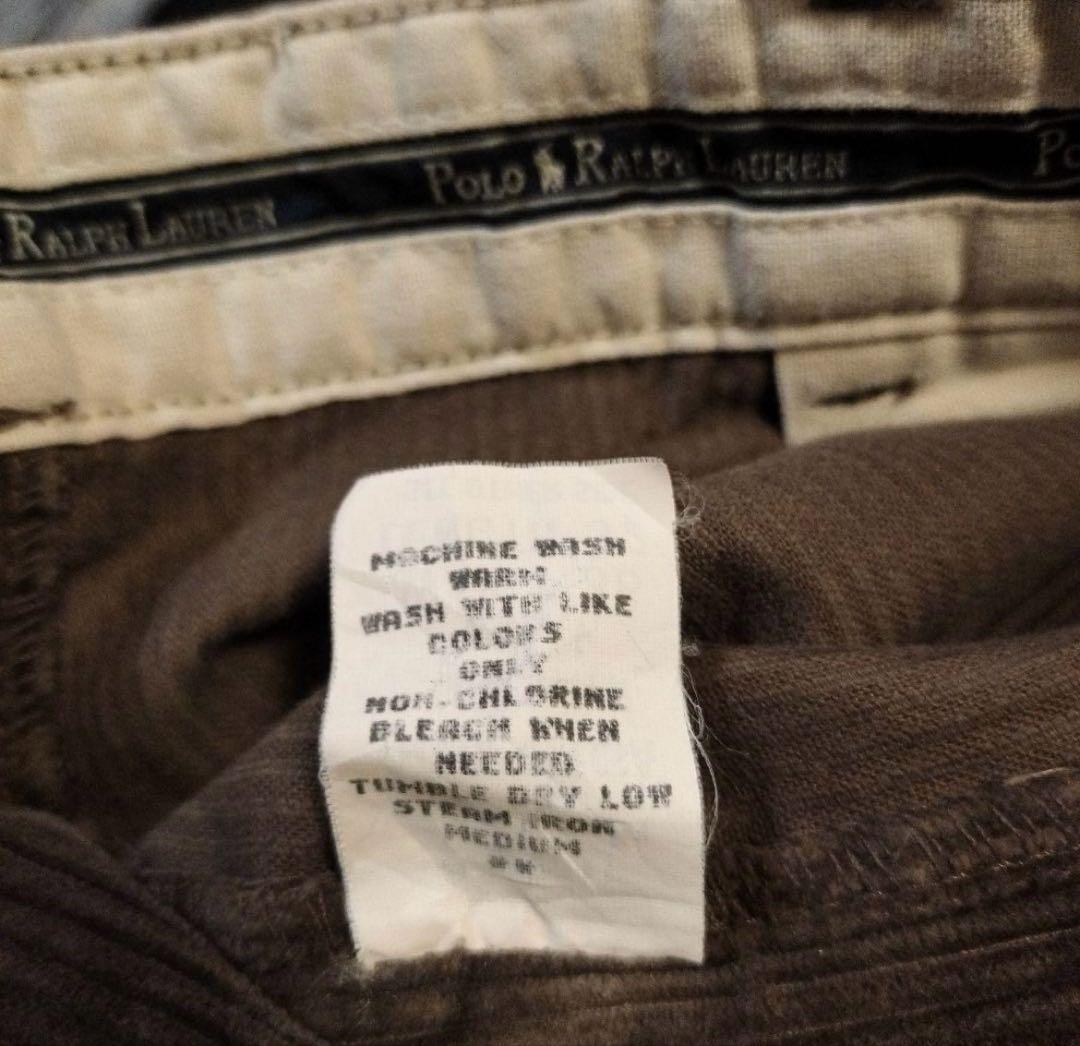 POLO RALPH LAUREN
RALPH LAUREN
PO
MACHINE WASH
WARM
WASH WITH LIKE
COLORS
ONLY
NON-CHLORINE
BLEACH WHEN
NEEDED
TUMBLE DRY LOW
STEAM IRON
MEDIUM
**